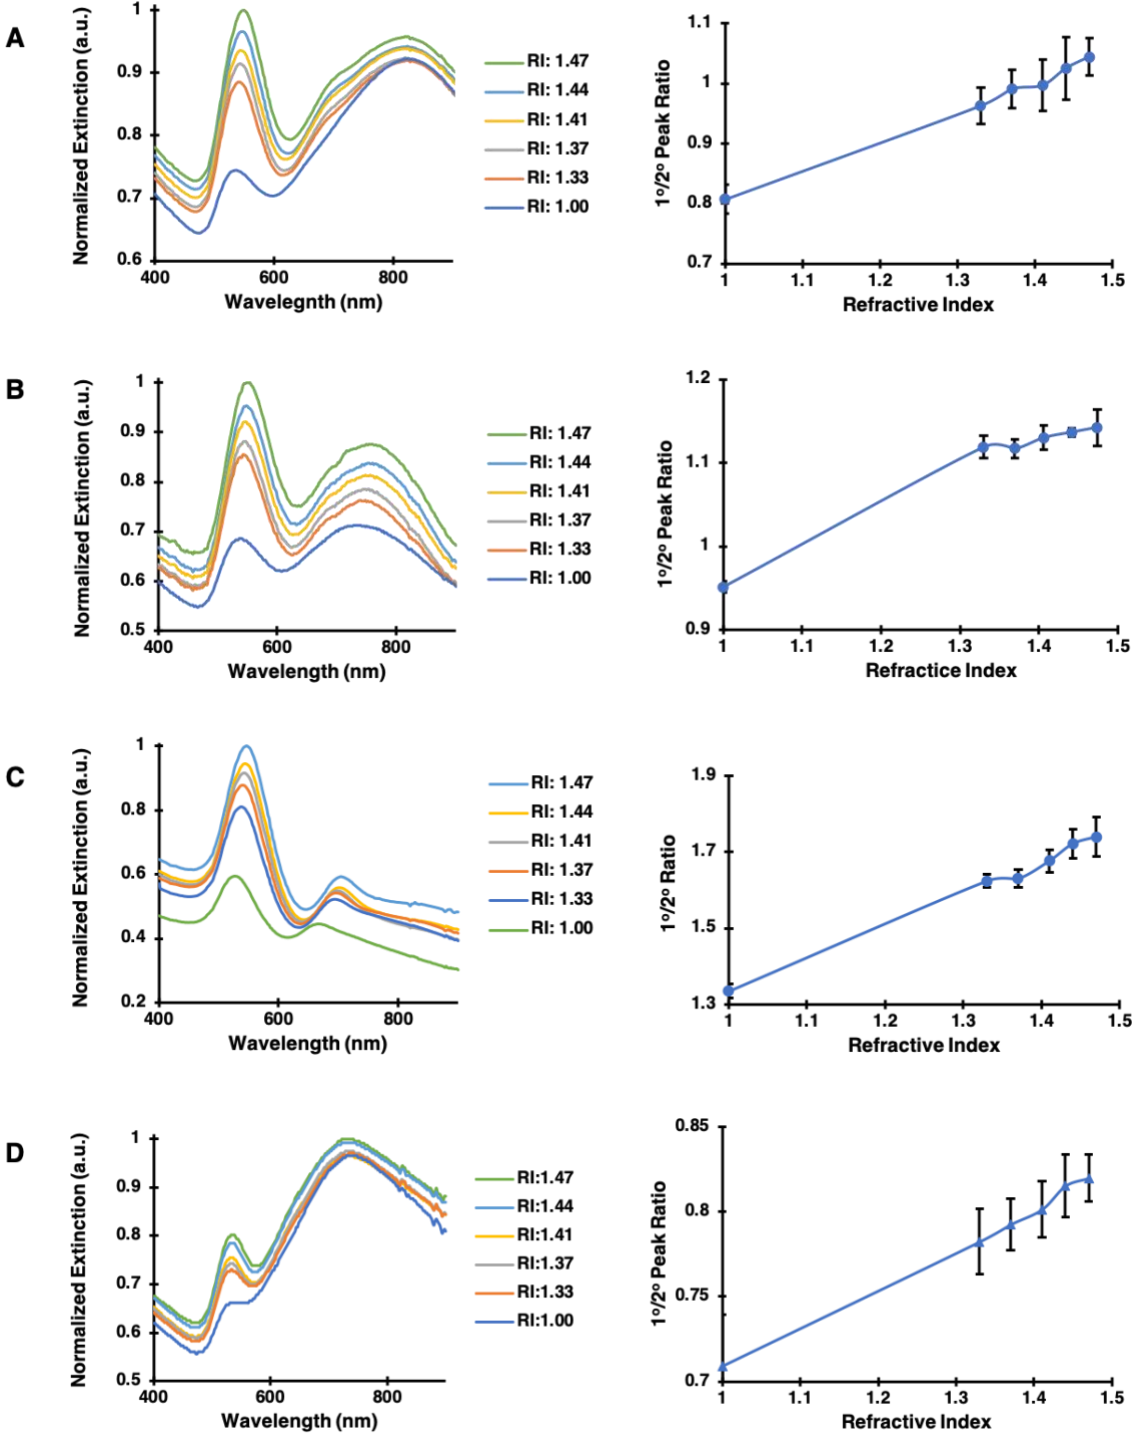 A
Normalized Extinction (a.u.)
1
0.9
0.8
0.7
0.6
400
600
800
Wavelegnth (nm)
RI: 1.47
RI: 1.44
RI: 1.41
RI: 1.37
RI: 1.33
RI: 1.00
1º/2º Peak Ratio
1.1
1
0.9
0.8
0.7
1
1.1
1.2
1.3
1.4
1.5
Refractive Index
B
Normalized Extinction (a.u.)
1
0.9
0.8
0.7
0.6
0.5
400
600
800
Wavelength (nm)
RI: 1.47
RI: 1.44
RI: 1.41
RI: 1.37
RI: 1.33
RI: 1.00
1º/2º Peak Ratio
1.2
1.1
1
0.9
1
1.1
1.2
1.3
1.4
1.5
Refractice Index
C
Normalized Extinction (a.u.)
1
0.8
0.6
0.4
0.2
400
600
800
Wavelength (nm)
RI: 1.47
RI: 1.44
RI: 1.41
RI: 1.37
RI: 1.33
RI: 1.00
1º/2º Ratio
1.9
1.7
1.5
1.3
1
1.1
1.2
1.3
1.4
1.5
Refractive Index
D
Normalized Extinction (a.u.)
1
0.9
0.8
0.7
0.6
0.5
400
600
800
Wavelength (nm)
RI:1.47
RI:1.44
RI:1.41
RI:1.37
RI:1.33
RI:1.00
1º/2º Peak Ratio
0.85
0.8
0.75
0.7
1
1.1
1.2
1.3
1.4
1.5
Refractive Index